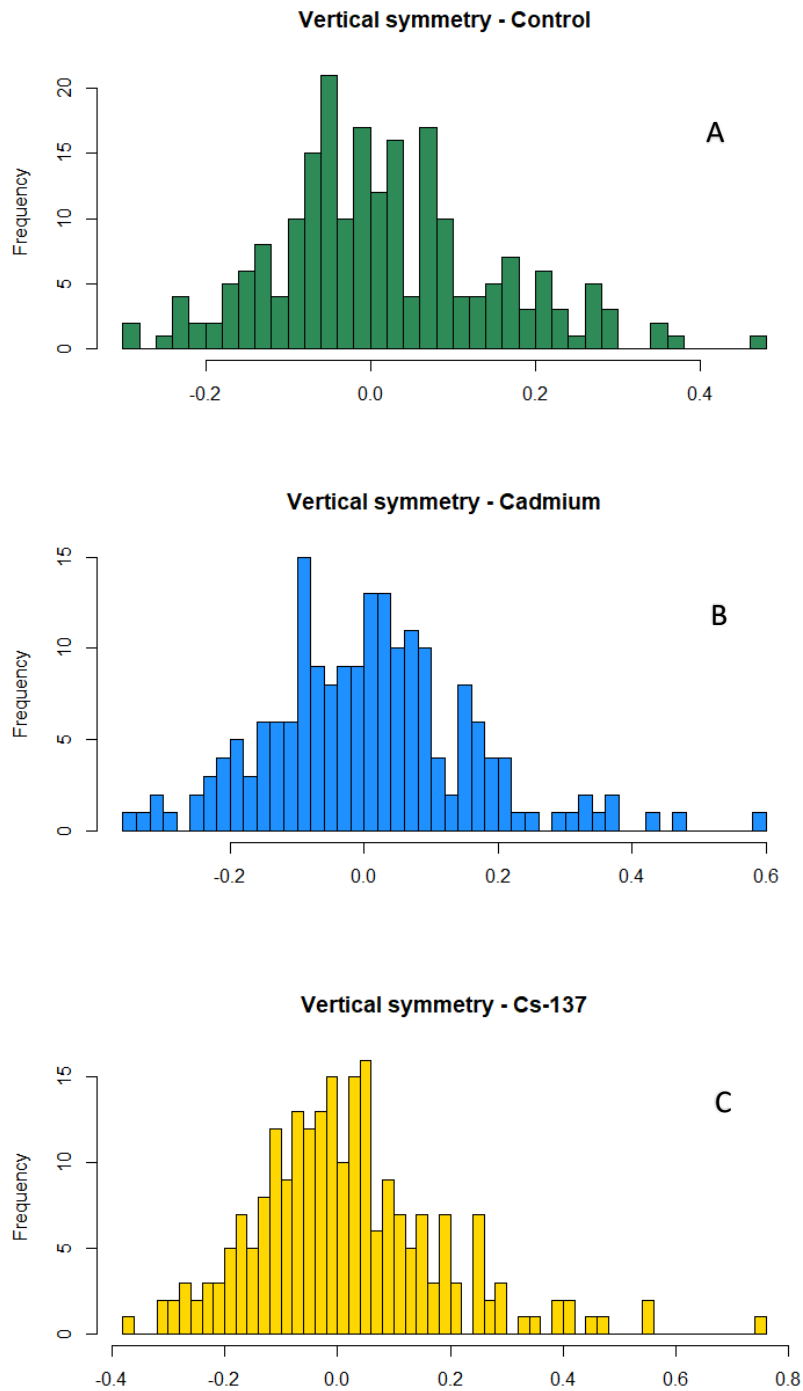 Vertical symmetry - Control
A
Frequency
0 5 10 15 20
-0.2 0.0 0.2 0.4
Vertical symmetry - Cadmium
B
Frequency
0 5 10 15
-0.2 0.0 0.2 0.4 0.6
Vertical symmetry - Cs-137
C
Frequency
0 5 10 15
-0.4 -0.2 0.0 0.2 0.4 0.6 0.8